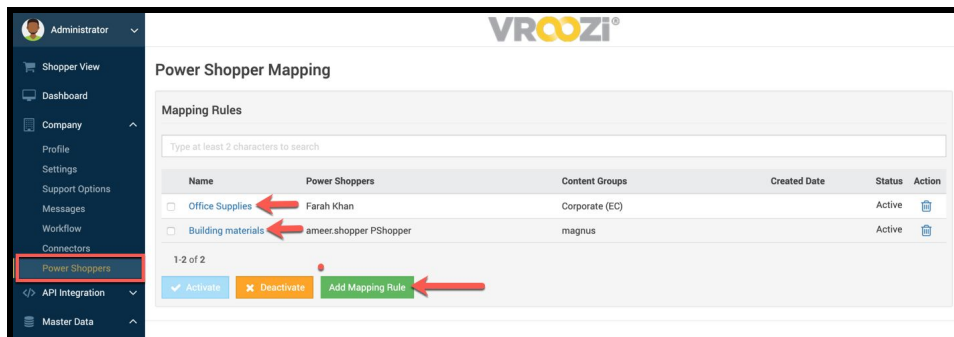 Administrator
VROOZi®
Shopper View
Power Shopper Mapping
Dashboard
Mapping Rules
Company
Type at least 2 characters to search
Profile
Settings
Name Power Shoppers Content Groups Created Date Status Action
Support Options
Messages
Office Supplies Farah Khan Corporate (EC) Active
Workflow
Building materials ameer.shopper PShopper magnus Active
Connectors
1-2 of 2
Power Shoppers
Activate Deactivate Add Mapping Rule
</> API Integration
Master Data